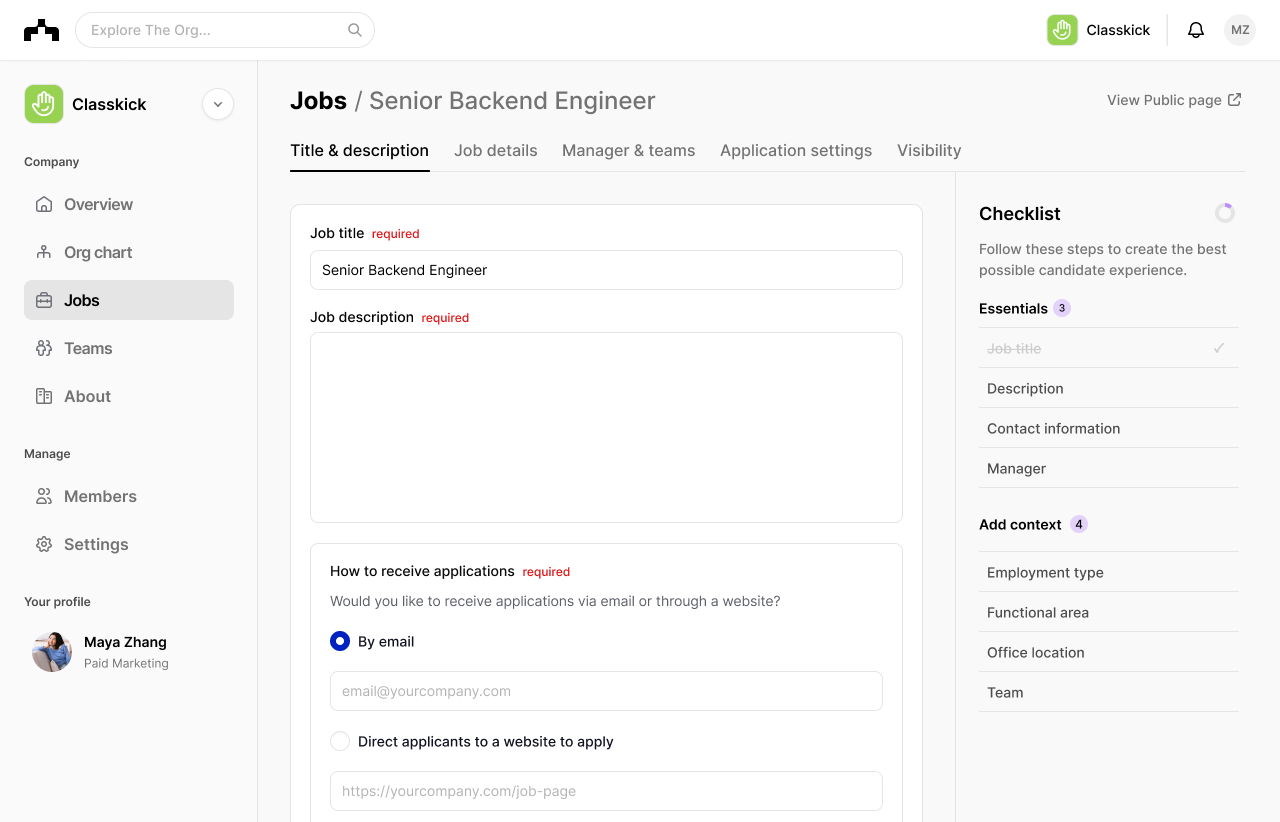 Explore The Org...
Classkick
MZ
Classkick
Company
Overview
Org chart
Jobs
Teams
About
Manage
Members
Settings
Your profile
Maya Zhang
Paid Marketing
Jobs / Senior Backend Engineer
View Public page
Title & description
Job details
Manager & teams
Application settings
Visibility
Job title required
Senior Backend Engineer
Job description required
How to receive applications required
Would you like to receive applications via email or through a website?
By email
email@yourcompany.com
Direct applicants to a website to apply
https://yourcompany.com/job-page
Checklist
Follow these steps to create the best
possible candidate experience.
Essentials 3
Job title
Description
Contact information
Manager
Add context 4
Employment type
Functional area
Office location
Team